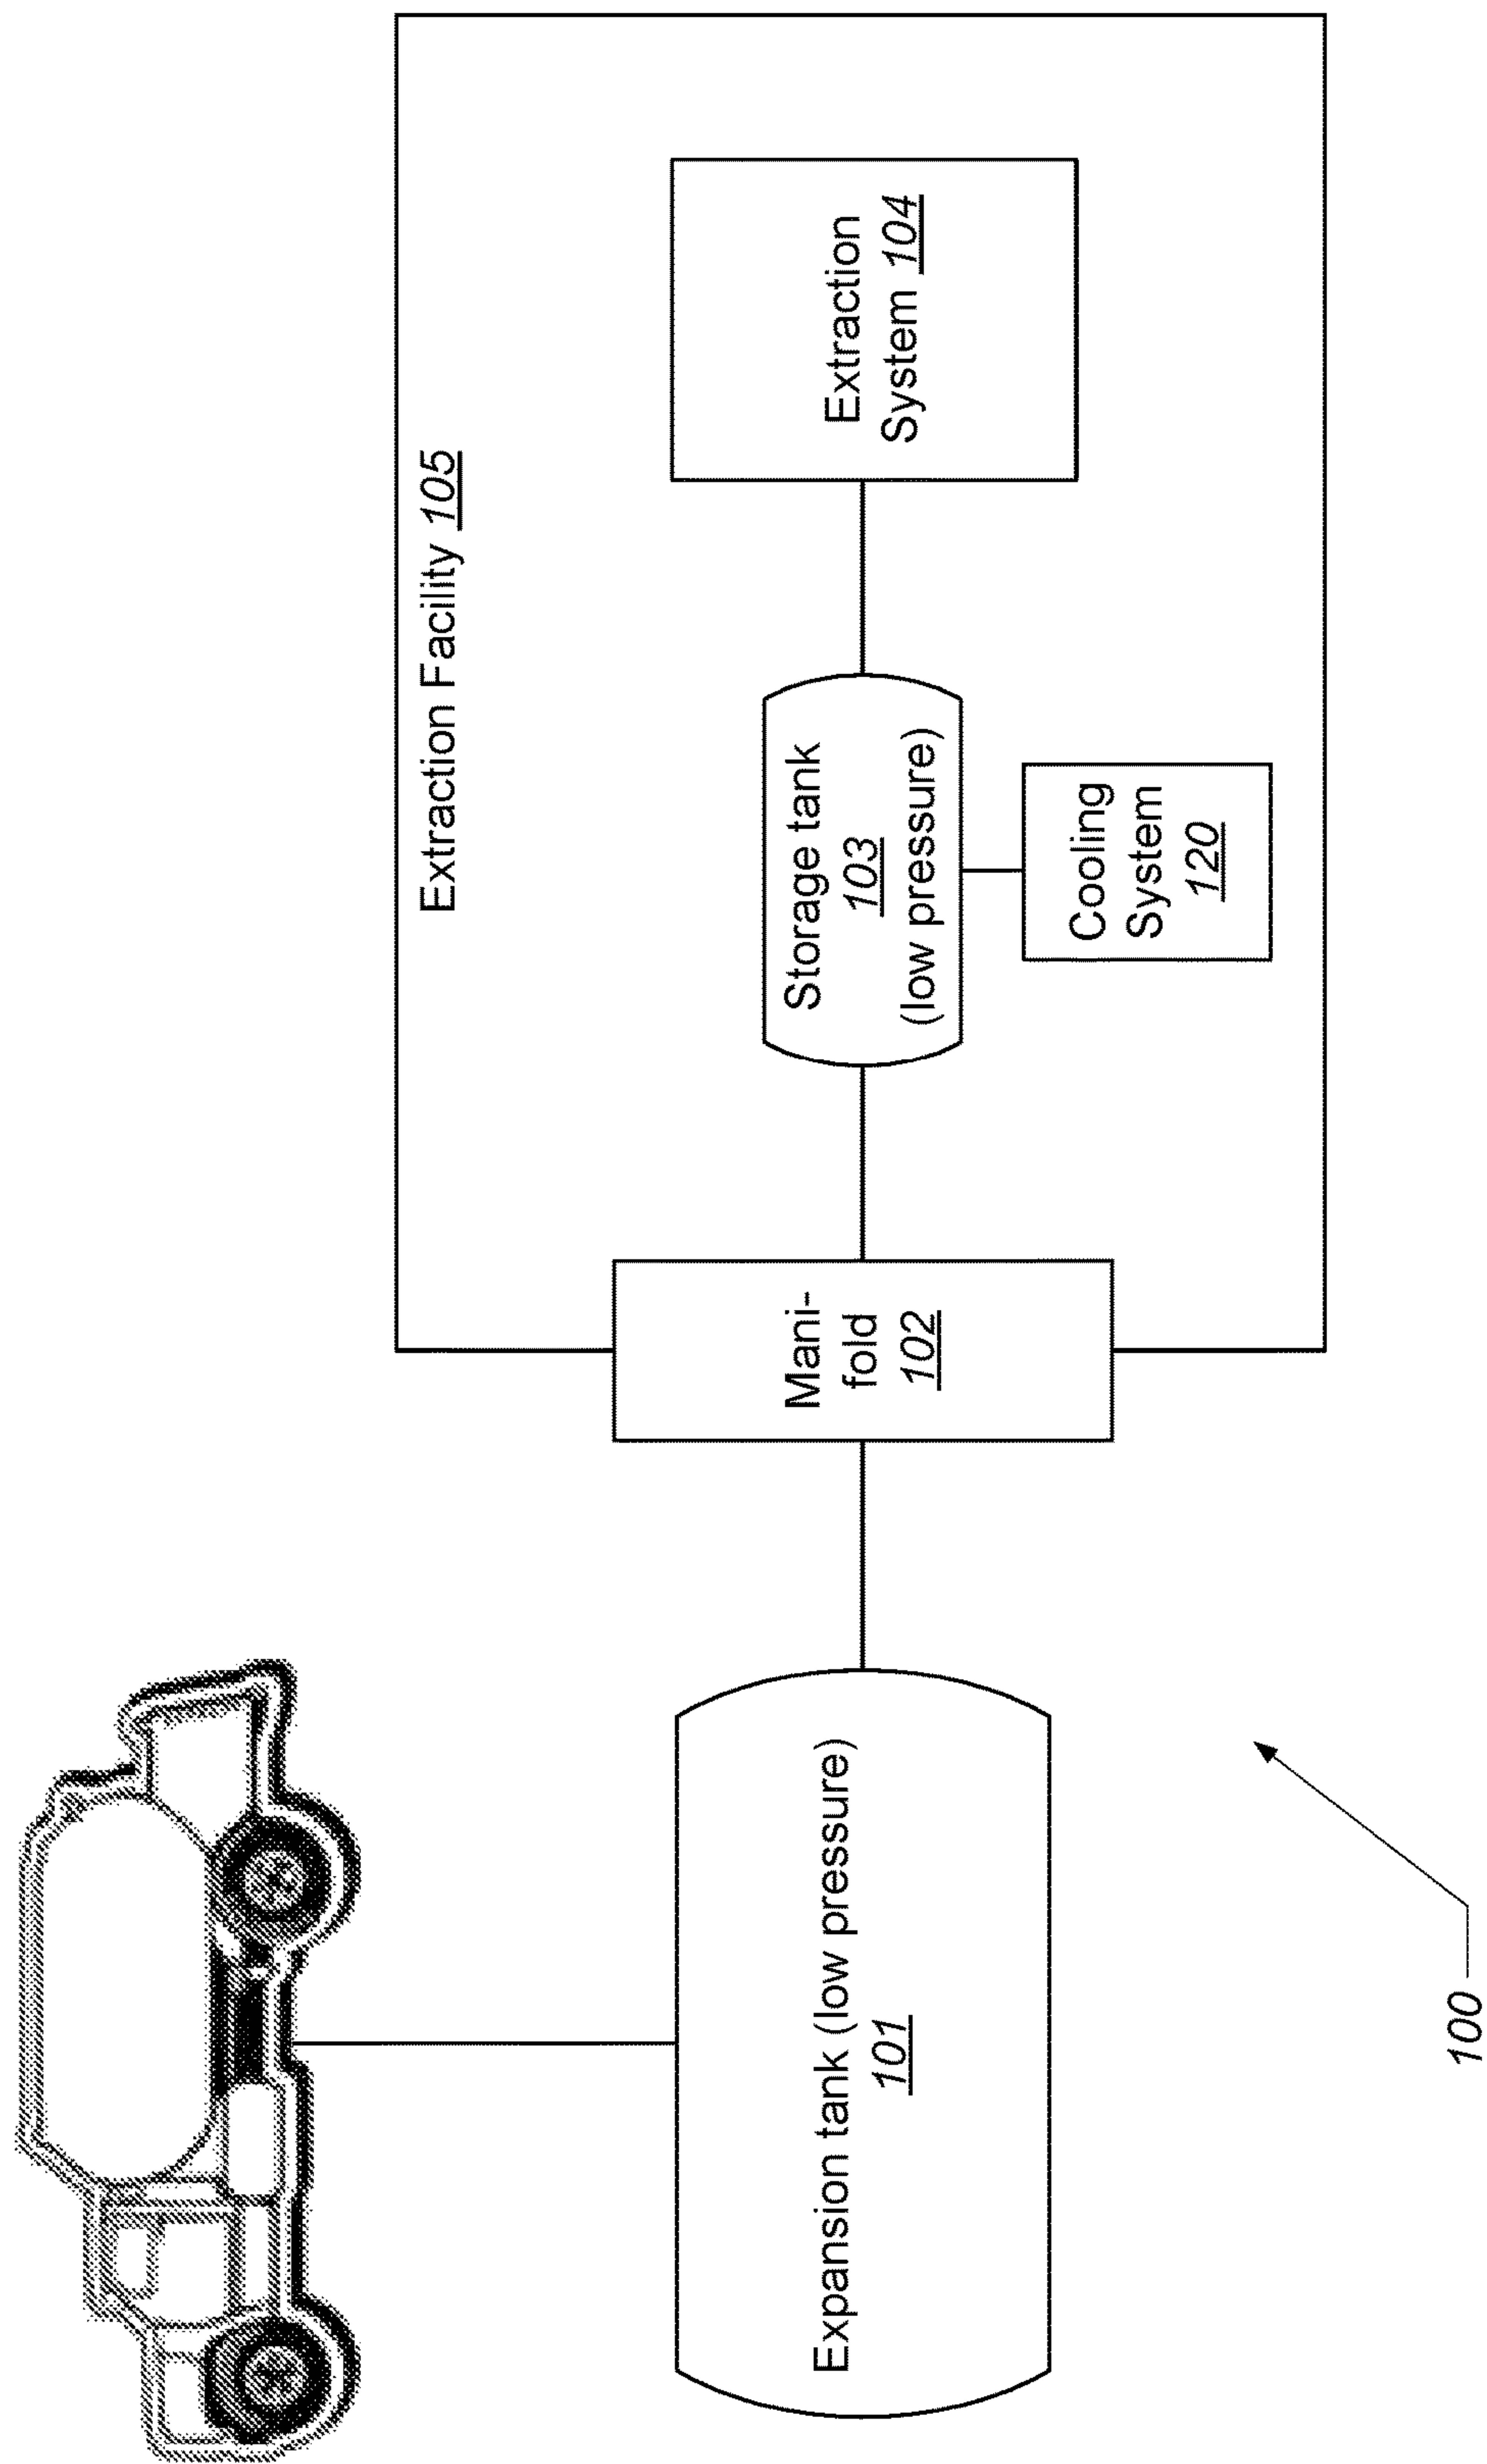 Extraction Facility 105
Expansion tank (low pressure)
101
Mani-
fold
102
Storage tank
103
(low pressure)
Extraction
System 104
Cooling
System
120
100